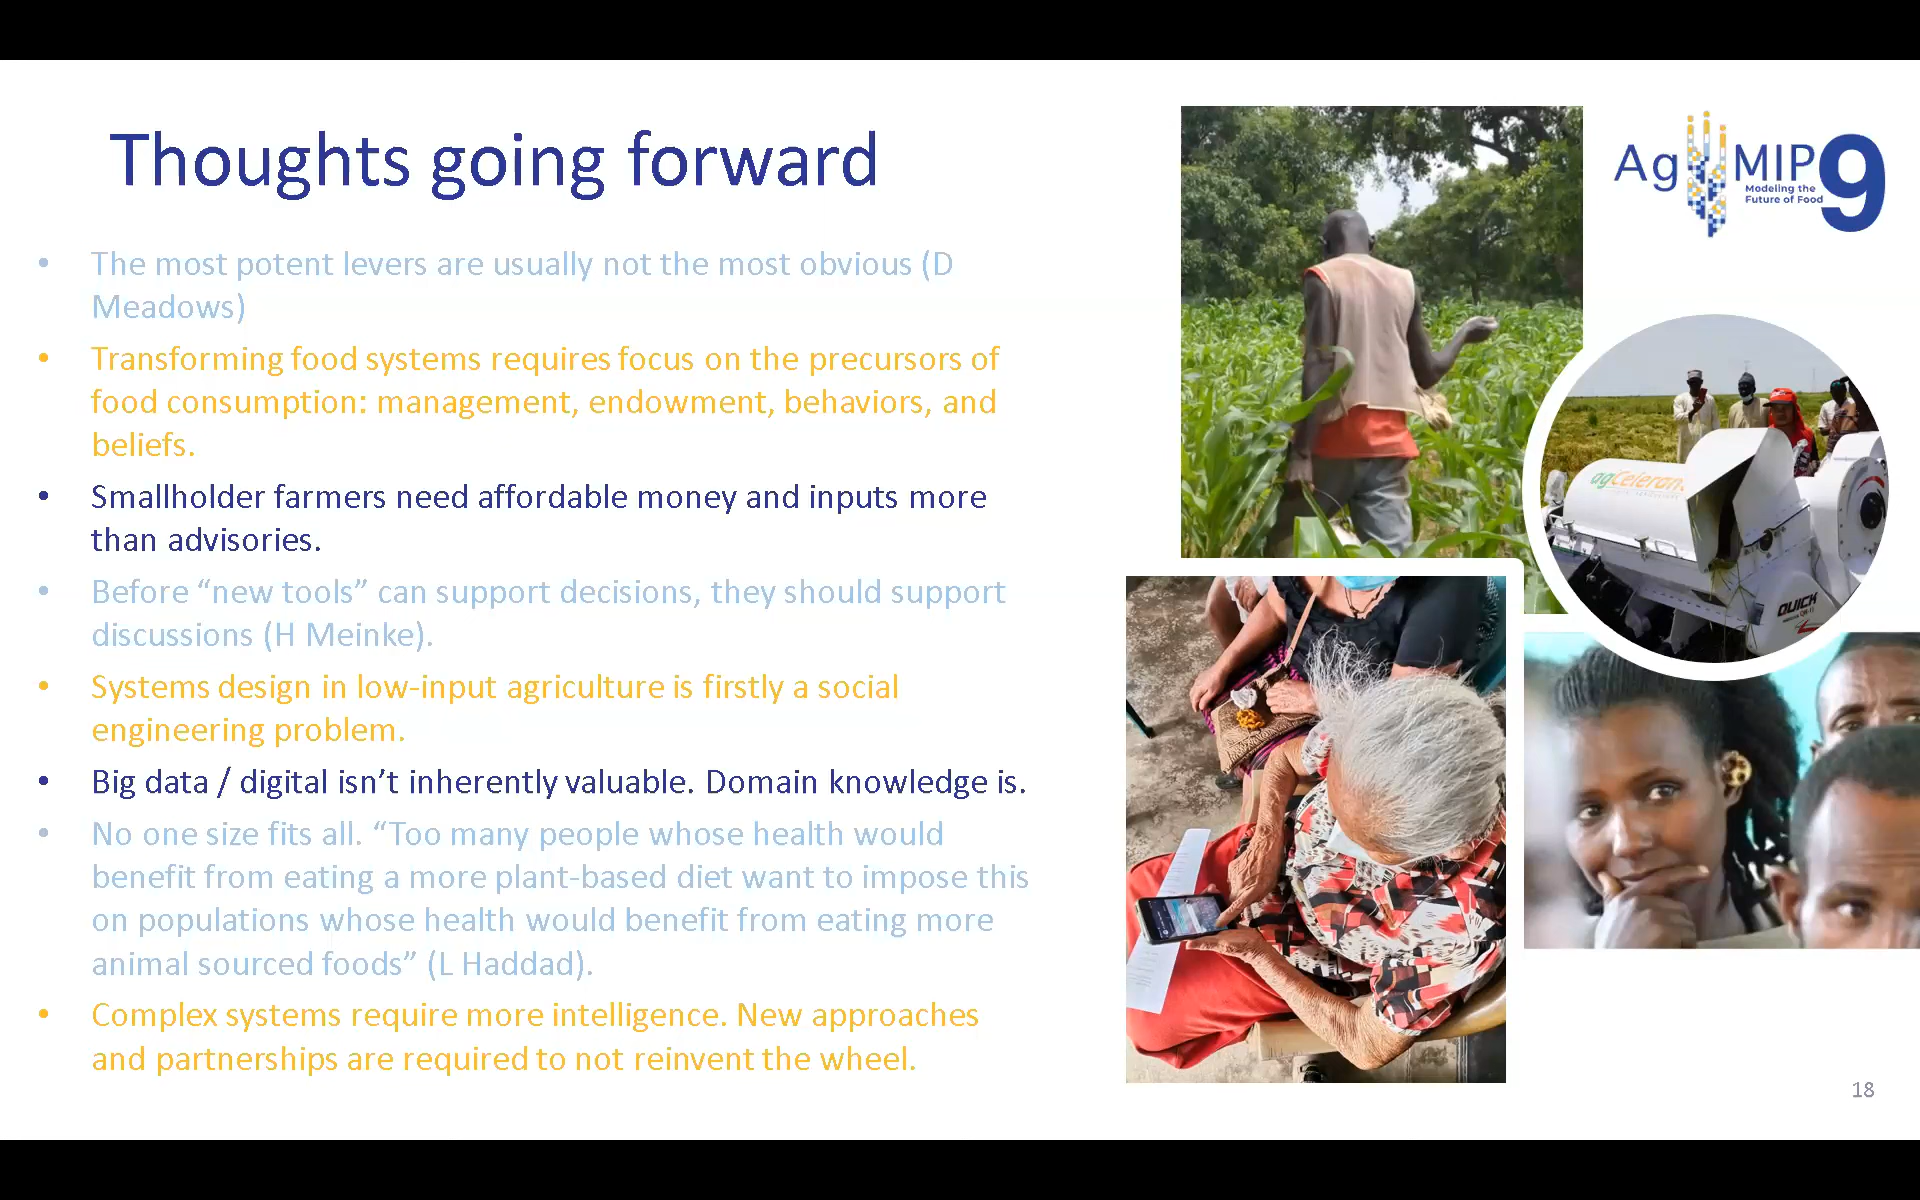 Thoughts going forward
AgMIP9
Modeling the
Future of Food
• The most potent levers are usually not the most obvious (D
Meadows)
• Transforming food systems requires focus on the precursors of
food consumption: management, endowment, behaviors, and
beliefs.
• Smallholder farmers need affordable money and inputs more
than advisories.
• Before “new tools” can support decisions, they should support
discussions (H Meinke).
• Systems design in low-input agriculture is firstly a social
engineering problem.
• Big data / digital isn’t inherently valuable. Domain knowledge is.
• No one size fits all. “Too many people whose health would
benefit from eating a more plant-based diet want to impose this
on populations whose health would benefit from eating more
animal sourced foods” (L Haddad).
• Complex systems require more intelligence. New approaches
and partnerships are required to not reinvent the wheel.
agCeleran
QUICK
18